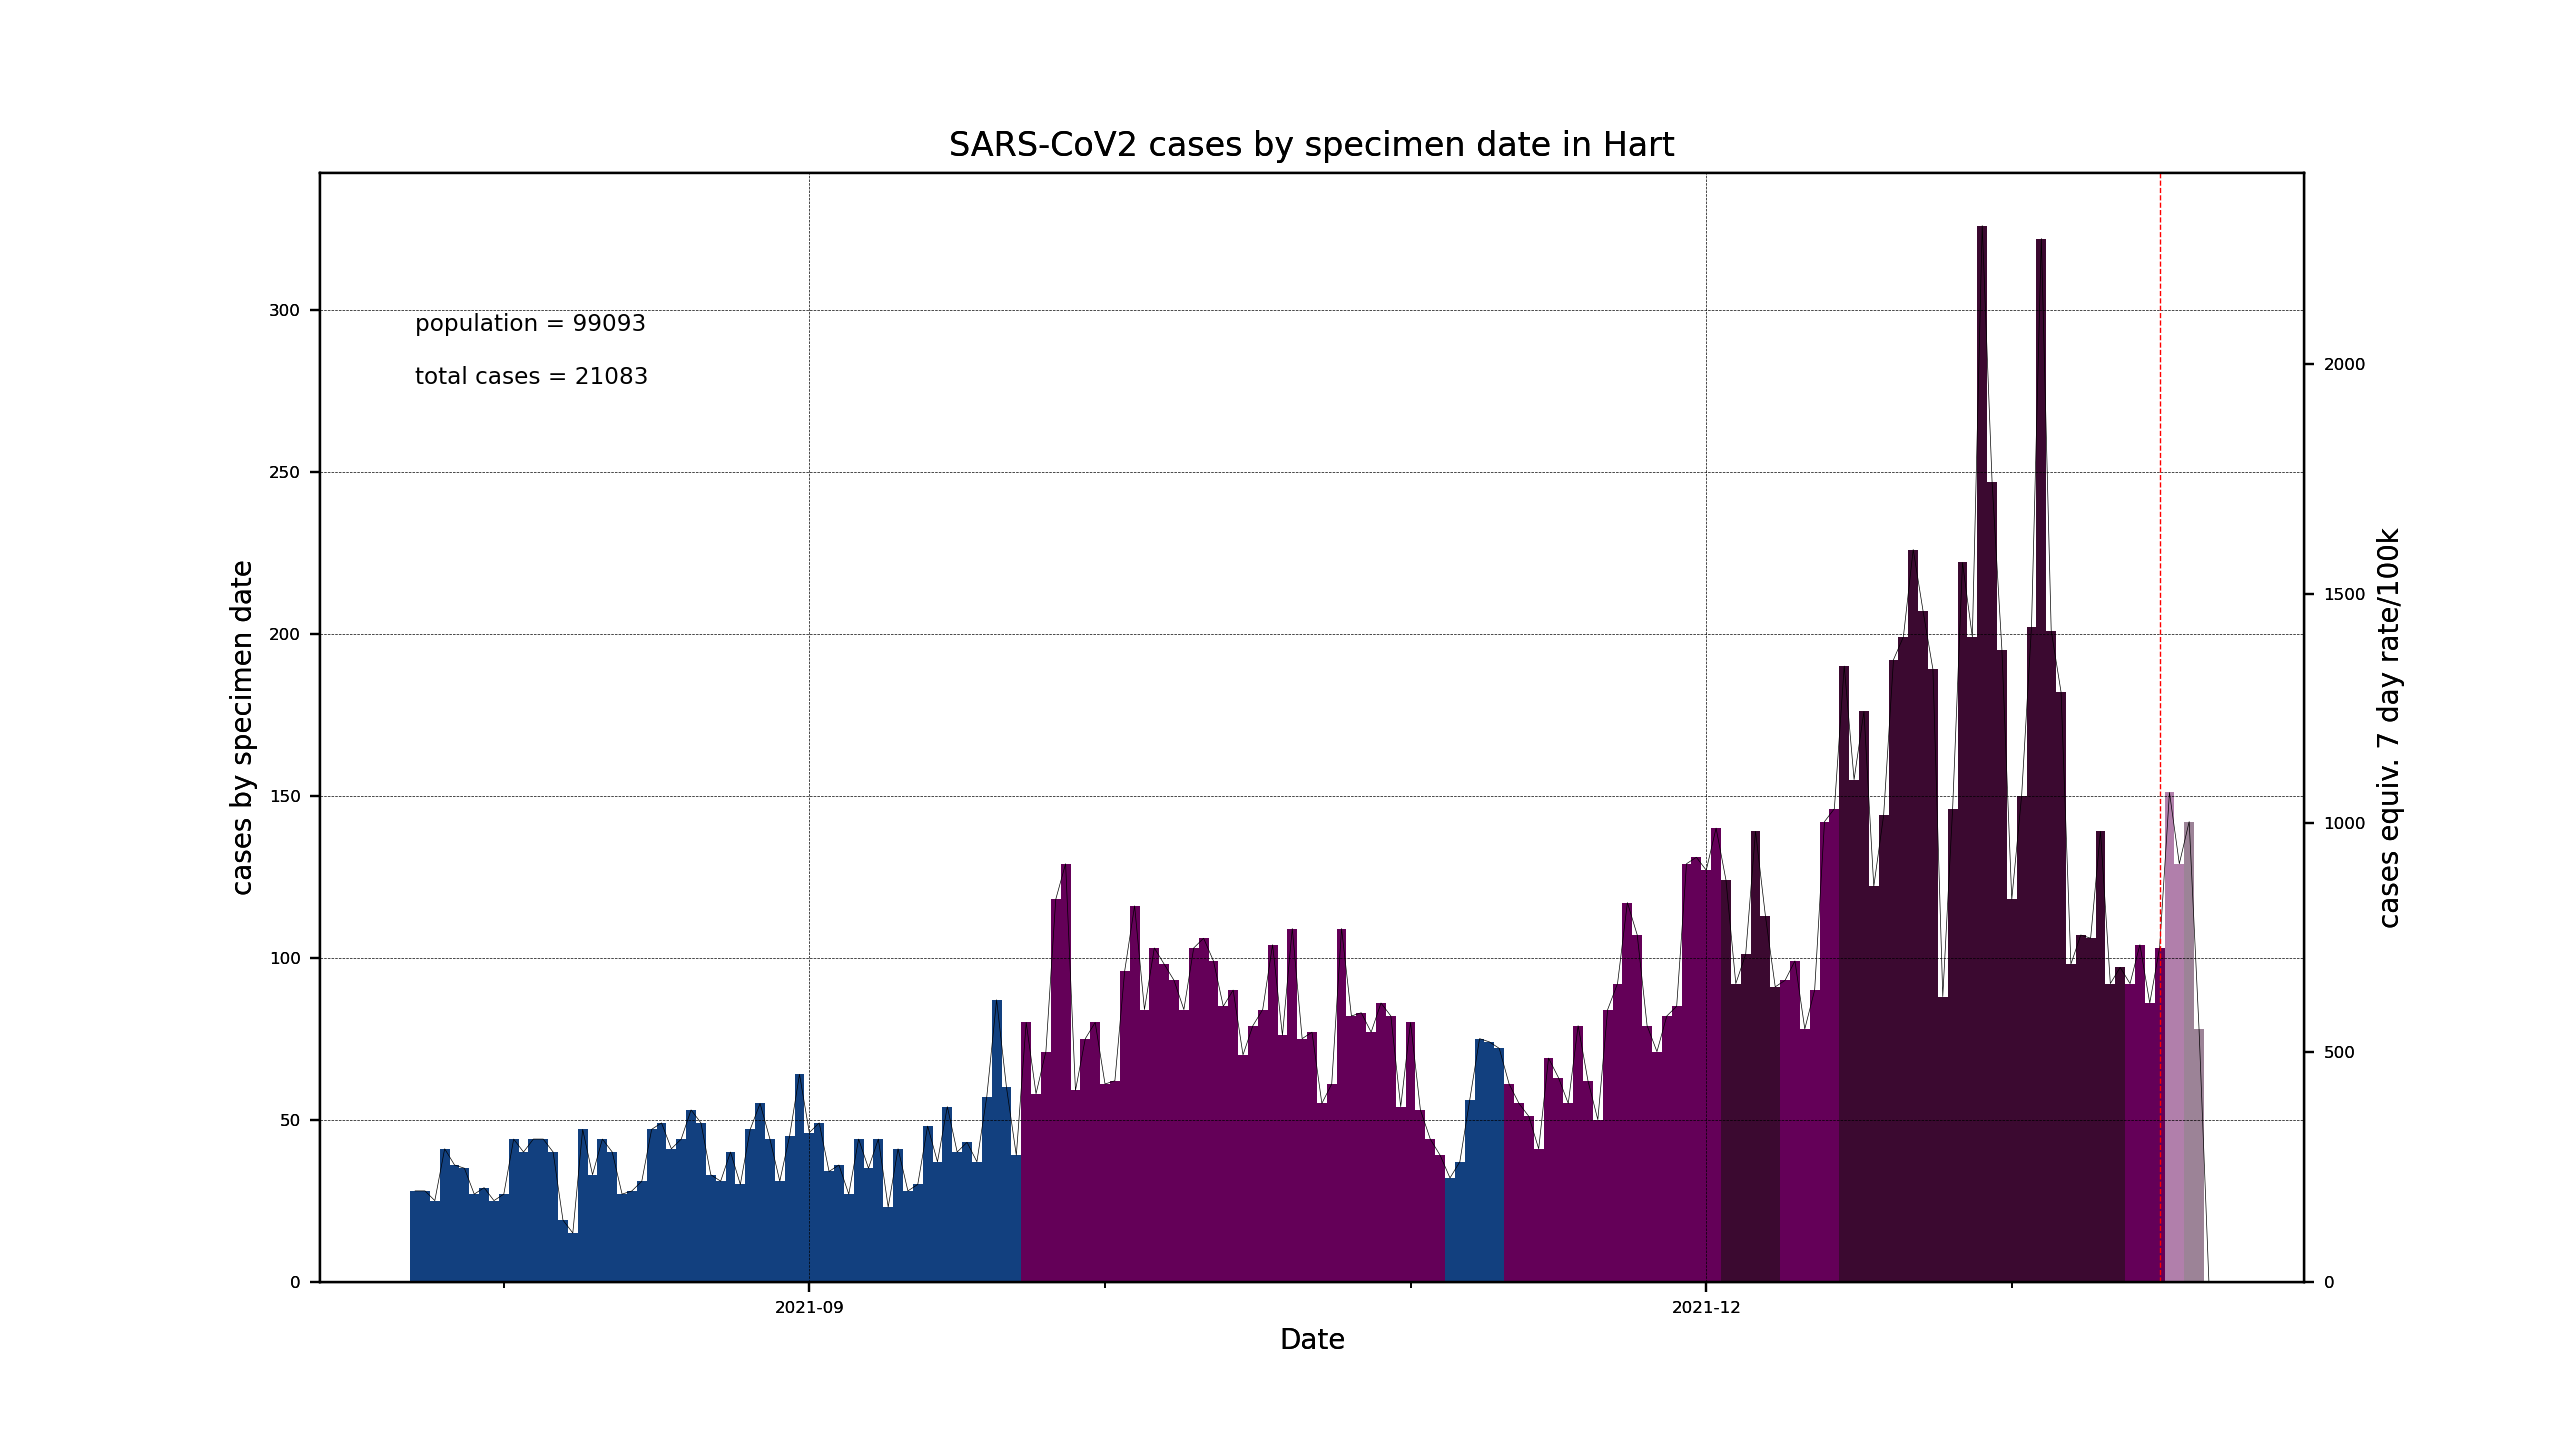 SARS-CoV2 cases by specimen date in Hart
population = 99093
total cases = 21083
cases by specimen date
300
250
200
150
100
50
0
2000
1500
1000
500
0
cases equiv. 7 day rate/100k
2021-09
2021-12
Date